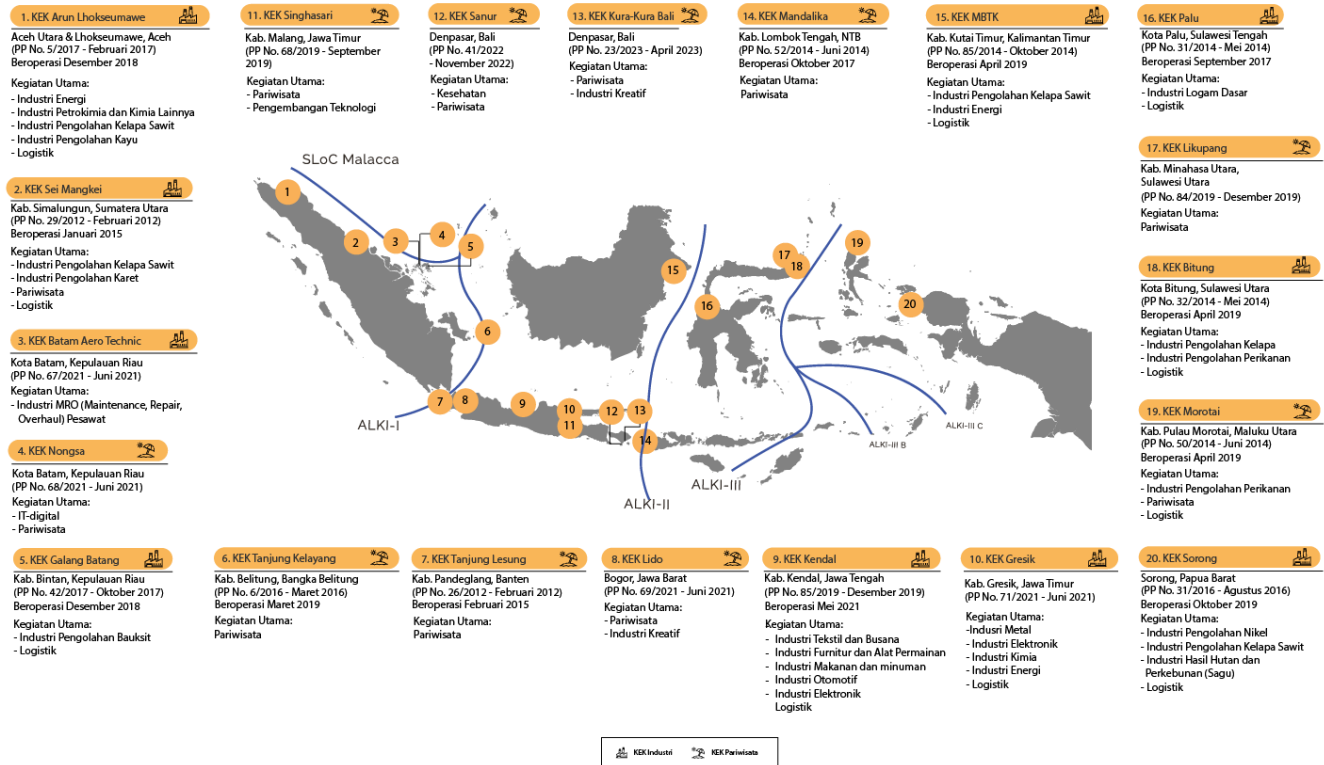 1. KEK Arun Lhokseumawe
Aceh Utara & Lhokseumawe, Aceh
(PP No. 5/2017 - Februari 2017)
Beroperasi Desember 2018
Kegiatan Utama:
- Industri Energi
- Industri Petrokimia dan Kimia Lainnya
- Industri Pengolahan Kelapa Sawit
- Industri Pengolahan Kayu
- Logistik
11. KEK Singhasari
Kab. Malang, Jawa Timur
(PP No. 68/2019 - September
2019)
Kegiatan Utama:
- Pariwisata
- Pengembangan Teknologi
12. KEK Sanur
Denpasar, Bali
(PP No. 41/2022
- November 2022)
Kegiatan Utama:
- Kesehatan
- Pariwisata
13. KEK Kura-Kura Bali
Denpasar, Bali
(PP No. 23/2023 - April 2023)
Kegiatan Utama:
- Pariwisata
- Industri Kreatif
14. KEK Mandalika
Kab. Lombok Tengah, NTB
(PP No. 52/2014 - Juni 2014)
Beroperasi Oktober 2017
Kegiatan Utama:
Pariwisata
15. KEK MBTK
Kab. Kutai Timur, Kalimantan Timur
(PP No. 85/2014 - Oktober 2014)
Beroperasi April 2019
Kegiatan Utama:
- Industri Pengolahan Kelapa Sawit
- Industri Energi
- Logistik
16. KEK Palu
Kota Palu, Sulawesi Tengah
(PP No. 31/2014 - Mei 2014)
Beroperasi September 2017
Kegiatan Utama:
- Industri Logam Dasar
- Logistik
2. KEK Sei Mangkei
Kab. Simalungun, Sumatera Utara
(PP No. 29/2012 - Februari 2012)
Beroperasi Januari 2015
Kegiatan Utama:
- Industri Pengolahan Kelapa Sawit
- Industri Pengolahan Karet
- Pariwisata
- Logistik
3. KEK Batam Aero Technic
Kota Batam, Kepulauan Riau
(PP No. 67/2021 - Juni 2021)
Kegiatan Utama:
- Industri MRO (Maintenance, Repair,
Overhaul) Pesawat
4. KEK Nongsa
Kota Batam, Kepulauan Riau
(PP No. 68/2021 - Juni 2021)
Kegiatan Utama:
- IT-digital
- Pariwisata
SLoC Malacca
1
2
3
4
5
6
7
8
9
10
11
12
13
14
15
16
17
18
19
20
ALKI-I
ALKI-II
ALKI-III
ALKI-III B
ALKI-III C
17. KEK Likupang
Kab. Minahasa Utara,
Sulawesi Utara
(PP No. 84/2019 - Desember 2019)
Kegiatan Utama:
Pariwisata
18. KEK Bitung
Kota Bitung, Sulawesi Utara
(PP No. 32/2014 - Mei 2014)
Beroperasi April 2019
Kegiatan Utama:
- Industri Pengolahan Kelapa
- Industri Pengolahan Perikanan
- Logistik
19. KEK Morotai
Kab. Pulau Morotai, Maluku Utara
(PP No. 50/2014 - Juni 2014)
Beroperasi April 2019
Kegiatan Utama:
- Industri Pengolahan Perikanan
- Pariwisata
- Logistik
5. KEK Galang Batang
Kab. Bintan, Kepulauan Riau
(PP No. 42/2017 - Oktober 2017)
Beroperasi Desember 2018
Kegiatan Utama:
- Industri Pengolahan Bauksit
- Logistik
6. KEK Tanjung Kelayang
Kab. Belitung, Bangka Belitung
(PP No. 6/2016 - Maret 2016)
Beroperasi Maret 2019
Kegiatan Utama:
Pariwisata
7. KEK Tanjung Lesung
Kab. Pandeglang, Banten
(PP No. 26/2012 - Februari 2012)
Beroperasi Februari 2015
Kegiatan Utama:
Pariwisata
8. KEK Lido
Bogor, Jawa Barat
(PP No. 69/2021 - Juni 2021)
Kegiatan Utama:
- Pariwisata
- Industri Kreatif
9. KEK Kendal
Kab. Kendal, Jawa Tengah
(PP No. 85/2019 - Desember 2019)
Beroperasi Mei 2021
Kegiatan Utama:
- Industri Tekstil dan Busana
- Industri Furnitur dan Alat Permainan
- Industri Makanan dan minuman
- Industri Otomotif
- Industri Elektronik
Logistik
10. KEK Gresik
Kab. Gresik, Jawa Timur
(PP No. 71/2021 - Juni 2021)
Kegiatan Utama:
-Indusri Metal
- Industri Elektronik
- Industri Kimia
- Industri Energi
- Logistik
20. KEK Sorong
Sorong, Papua Barat
(PP No. 31/2016 - Agustus 2016)
Beroperasi Oktober 2019
Kegiatan Utama:
- Industri Pengolahan Nikel
- Industri Pengolahan Kelapa Sawit
- Industri Hasil Hutan dan
Perkebunan (Sagu)
- Logistik
KEK Industri
KEK Pariwisata